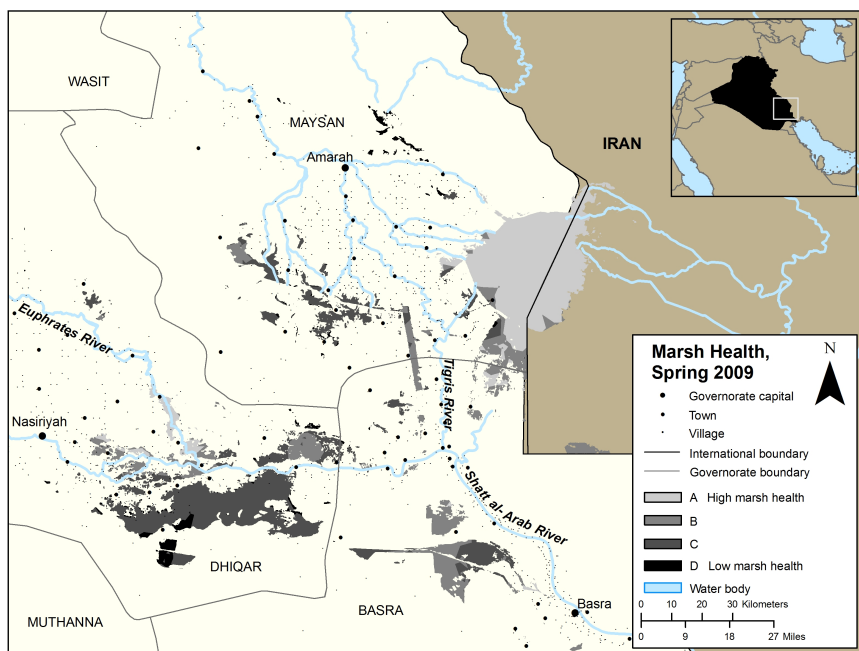 WASIT
MAYSAN
Amarah
IRAN
Euphrates River
Tigris River
Nasiriyah
Shatt al-Arab River
DHIQAR
BASRA
Basra
MUTHANNA
Marsh Health,
Spring 2009
N
Governorate capital
Town
Village
International boundary
Governorate boundary
A High marsh health
B
C
D Low marsh health
Water body
0 10 20 30 Kilometers
0 9 18 27 Miles